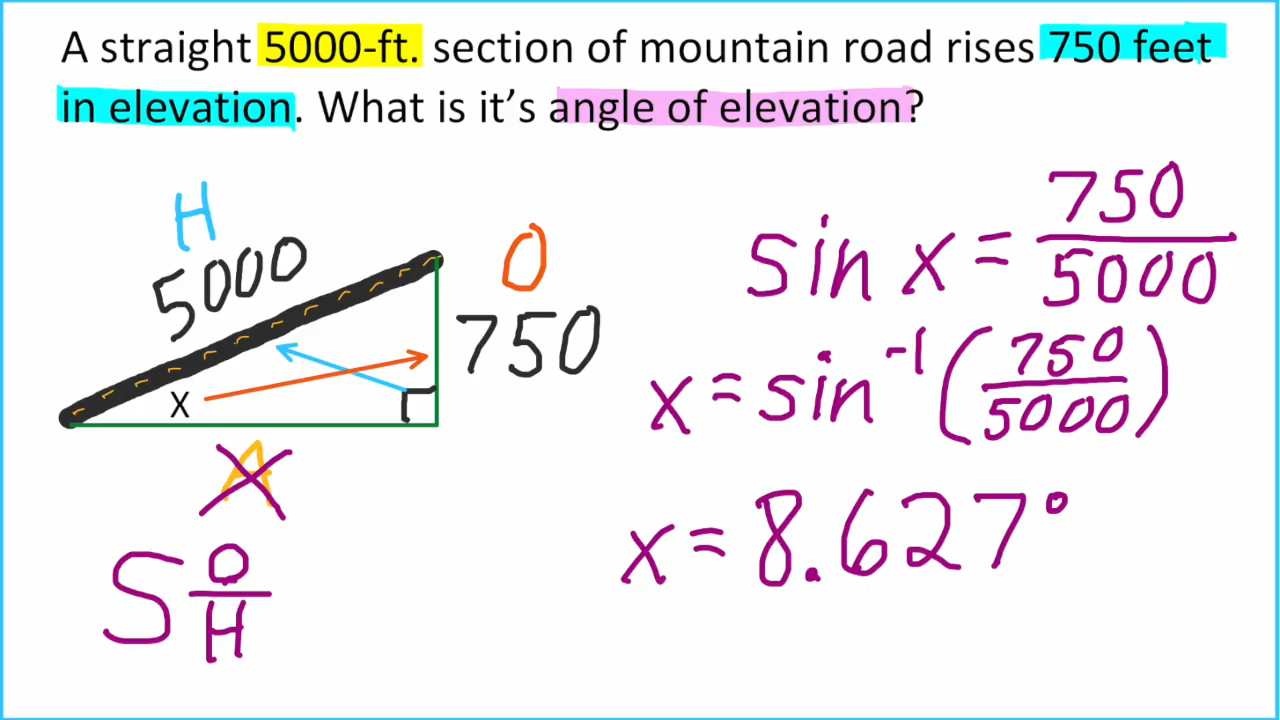 A straight 5000-ft. section of mountain road rises 750 feet
in elevation. What is it's angle of elevation?
H
5000
O
750
X
A
S O/H
sin x = 750/5000
x = sin⁻¹(750/5000)
x = 8.627°